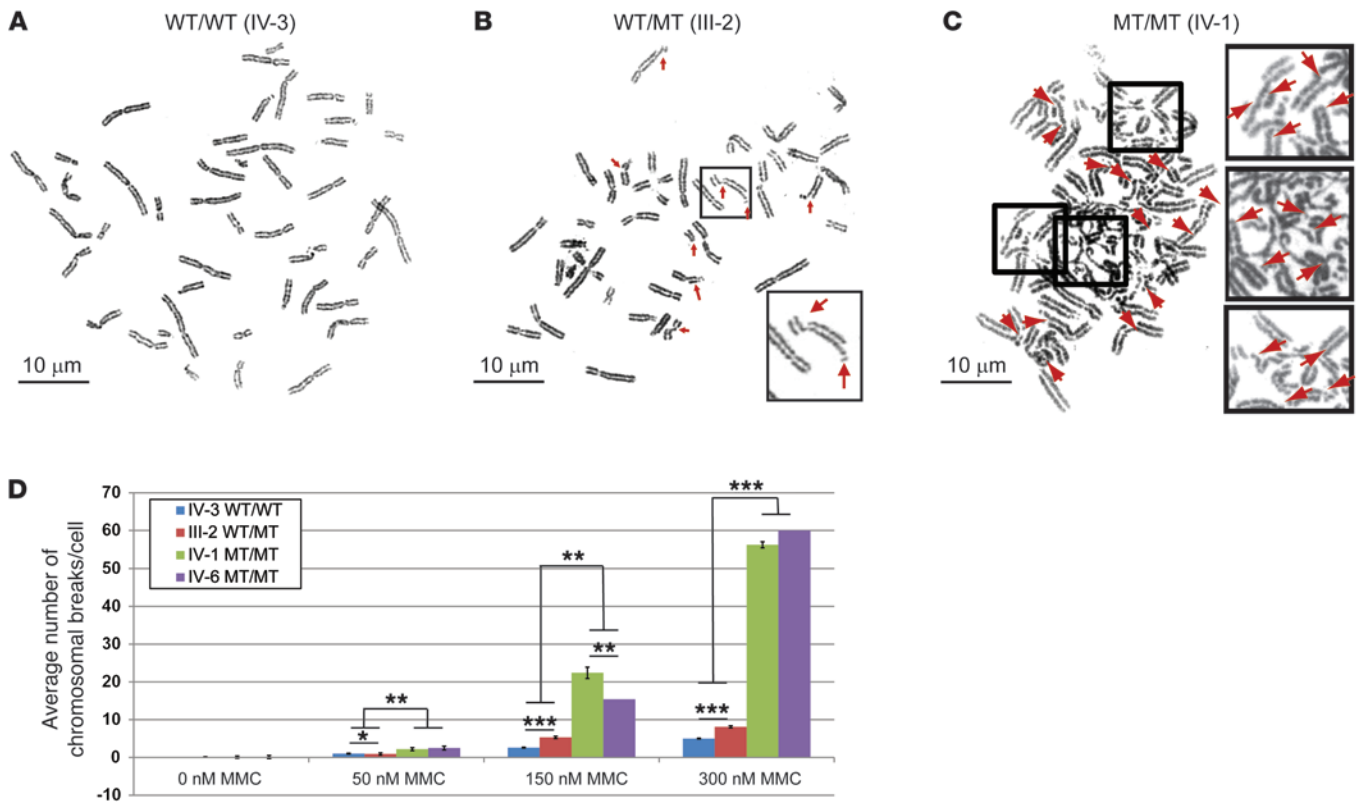 A WT/WT (IV-3)
B WT/MT (III-2)
C MT/MT (IV-1)
10 μm
10 μm
10 μm
D
Average number of
chromosomal breaks/cell
70
60
50
40
30
20
10
0
-10
IV-3 WT/WT
III-2 WT/MT
IV-1 MT/MT
IV-6 MT/MT
*
**
***
**
**
***
***
0 nM MMC
50 nM MMC
150 nM MMC
300 nM MMC